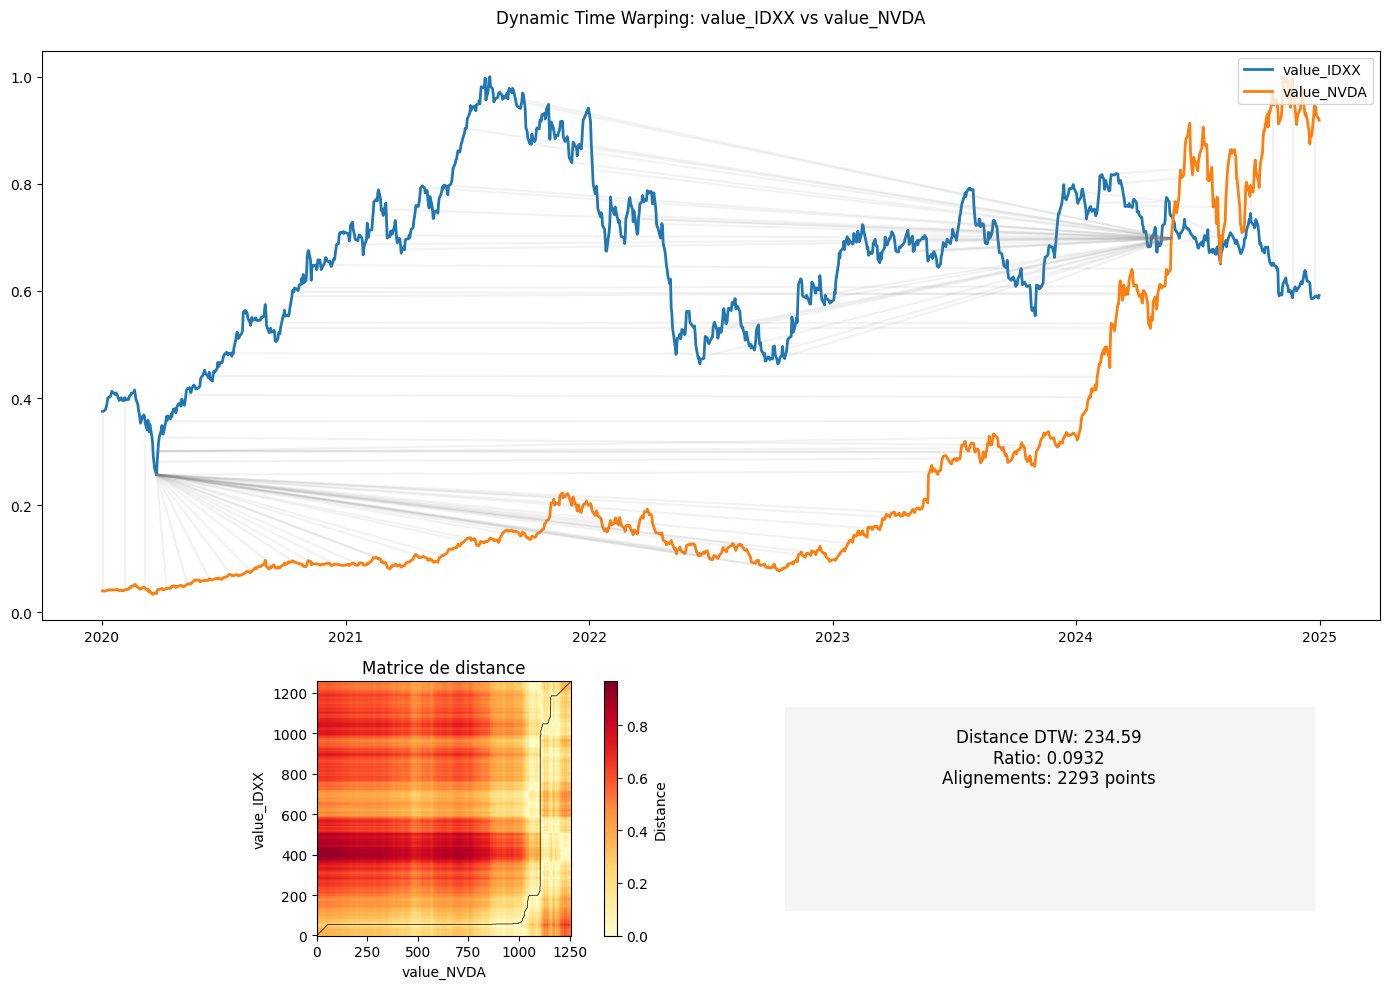 Dynamic Time Warping: value_IDXX vs value_NVDA
value_IDXX
value_NVDA
1.0
0.8
0.6
0.4
0.2
0.0
2020 2021 2022 2023 2024 2025
Matrice de distance
1200
1000
800
600
400
200
0
value_IDXX
0 250 500 750 1000 1250
value_NVDA
0.8
0.6
0.4
0.2
0.0
Distance
Distance DTW: 234.59
Ratio: 0.0932
Alignements: 2293 points